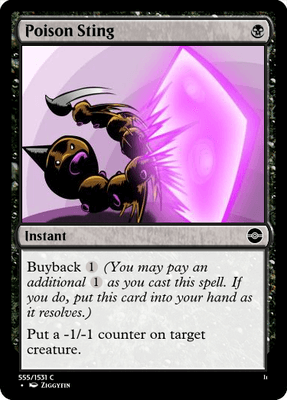 Poison Sting
Instant
Buyback 1 (You may pay an
additional 1 as you cast this spell. If
you do, put this card into your hand as
it resolves.)
Put a -1/-1 counter on target
creature.
555/1531 C
ZIGGYFIN